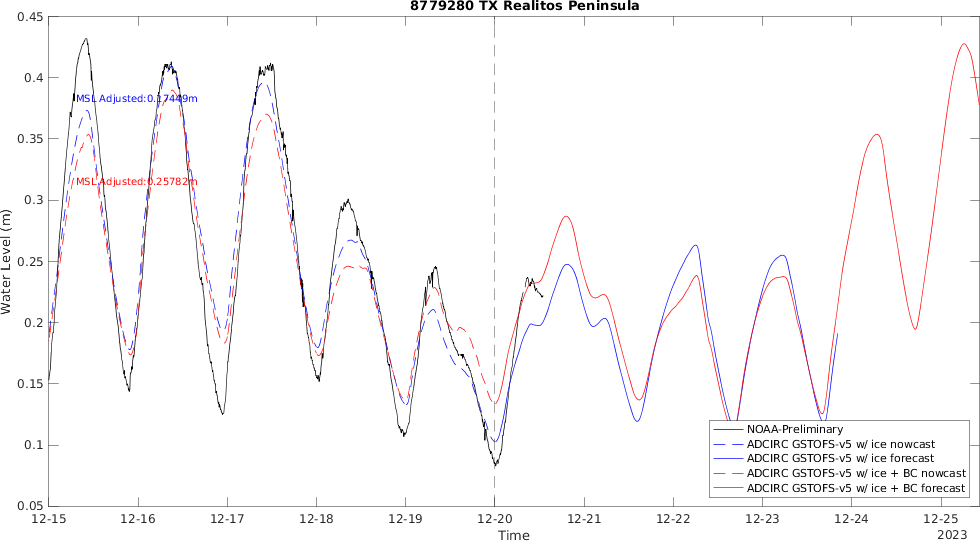 8779280 TX Realitos Peninsula
0.45
0.4
0.35
0.3
0.25
0.2
0.15
0.1
0.05
Water Level (m)
MSL Adjusted:0.17449m
MSL Adjusted:0.25782m
NOAA-Preliminary
ADCIRC GSTOFS-v5 w/ ice nowcast
ADCIRC GSTOFS-v5 w/ ice forecast
ADCIRC GSTOFS-v5 w/ ice + BC nowcast
ADCIRC GSTOFS-v5 w/ ice + BC forecast
12-15 12-16 12-17 12-18 12-19 12-20 12-21 12-22 12-23 12-24 12-25
Time
2023